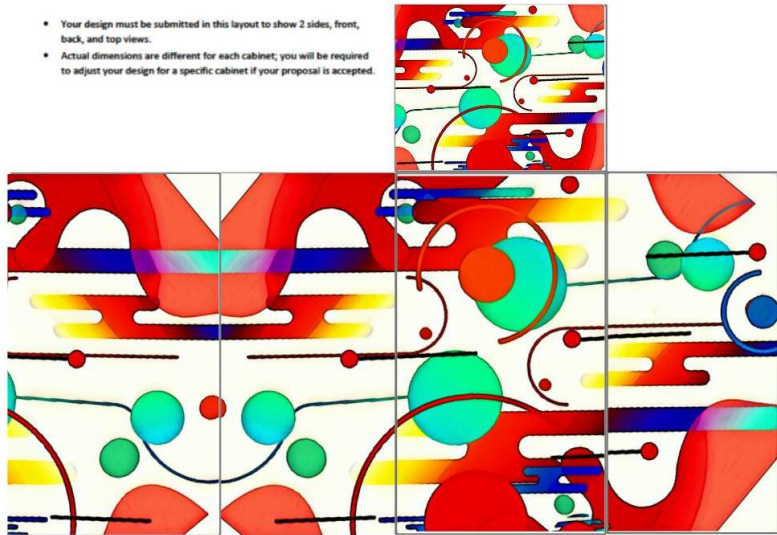 • Your design must be submitted in this layout to show 2 sides, front,
back, and top views.
• Actual dimensions are different for each cabinet; you will be required
to adjust your design for a specific cabinet if your proposal is accepted.